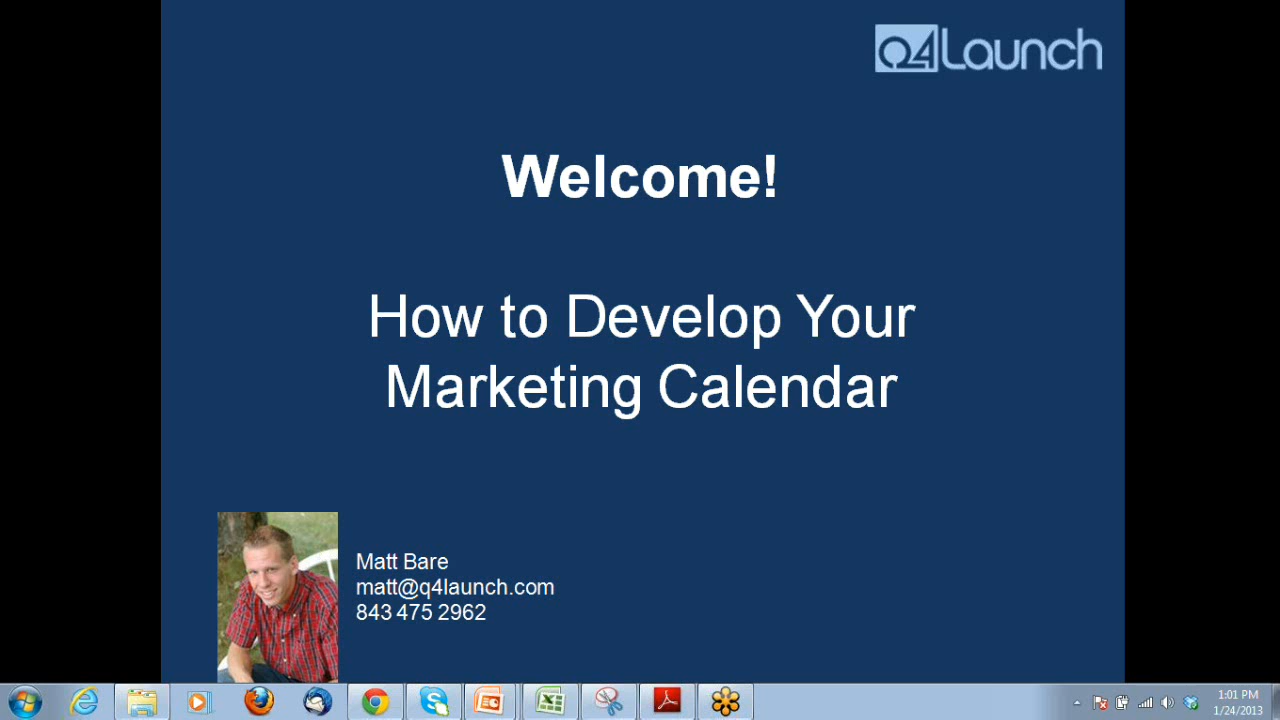 Q4Launch
Welcome!
How to Develop Your
Marketing Calendar
Matt Bare
matt@q4launch.com
843 475 2962
1:01 PM
1/24/2013